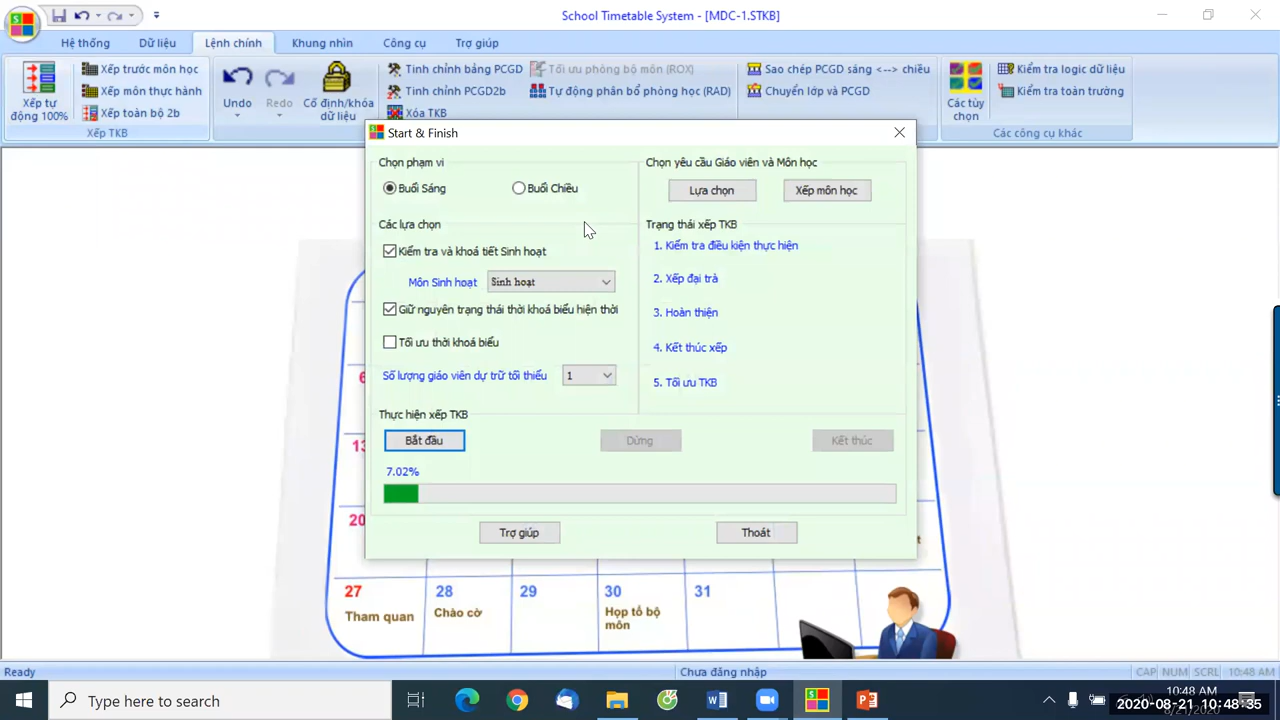 School Timetable System - [MDC-1.STKB]
Hệ thống
Dữ liệu
Lệnh chính
Khung nhìn
Công cụ
Trợ giúp
Xếp tự động 100%
Xếp trước môn học
Xếp môn thực hành
Xếp toàn bộ 2b
Xếp TKB
Undo
Redo
Cố định/khóa dữ liệu
Tinh chỉnh TKB, PCGD
Tinh chỉnh PCGD2b
Xóa TKB
Tối ưu phòng bộ môn (ROX)
Tự động phân bổ phòng học (RAD)
Sao chép PCGD sáng <--> chiều
Chuyển lớp và PCGD
Các tùy chọn
Kiểm tra logic dữ liệu
Kiểm tra toàn trường
Các công cụ khác
Start & Finish
Chọn phạm vi
Buổi Sáng
Buổi Chiều
Chọn yêu cầu Giáo viên và Môn học
Lựa chọn
Xếp môn học
Các lựa chọn
Kiểm tra và khoá tiết Sinh hoạt
Môn Sinh hoạt
Sinh hoạt
Giữ nguyên trạng thái thời khoá biểu hiện thời
Tối ưu thời khoá biểu
Số lượng giáo viên dự trữ tối thiểu
1
Trạng thái xếp TKB
1. Kiểm tra điều kiện thực hiện
2. Xếp đại trà
3. Hoàn thiện
4. Kết thúc xếp
5. Tối ưu TKB
Thực hiện xếp TKB
Bắt đầu
Dừng
Kết thúc
7.02%
Trợ giúp
Thoát
6
13
20
27
Tham quan
28
Chào cờ
29
30
Họp tổ bộ môn
31
Ready
Chưa đăng nhập
CAP NUM SCRL 10:48 AM
Type here to search
10:48 AM
2020-08-21 10:48:35